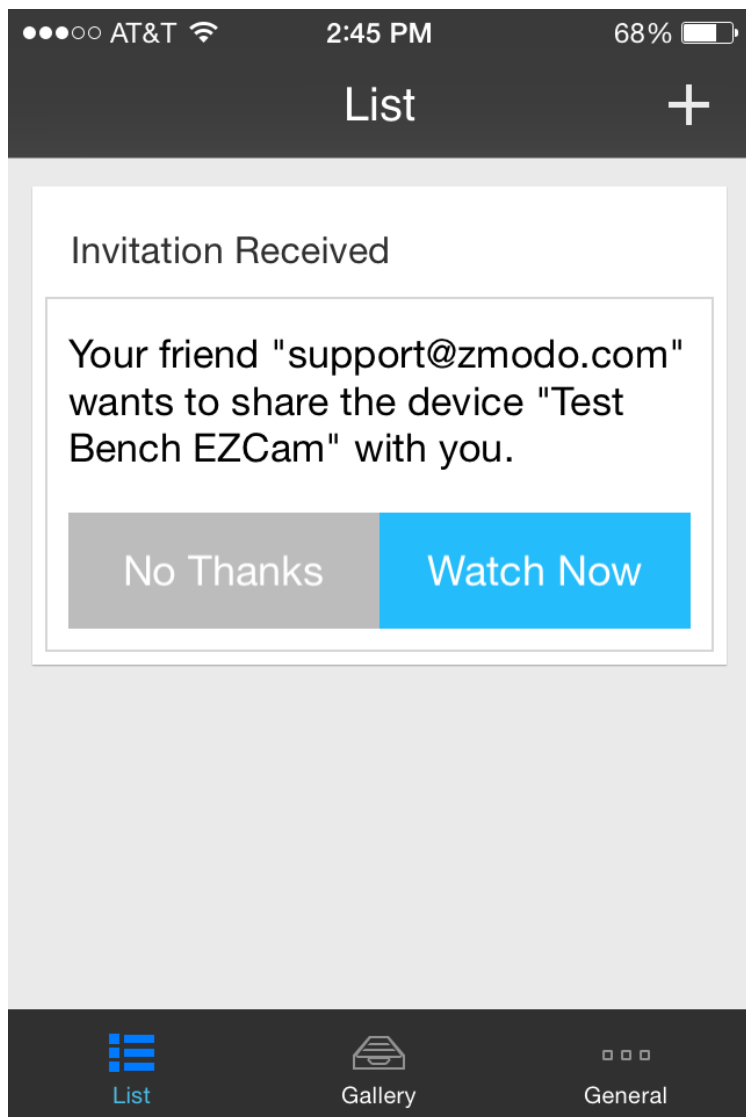 AT&T 2:45 PM 68%
List
Invitation Received
Your friend "support@zmodo.com"
wants to share the device "Test
Bench EZCam" with you.
No Thanks Watch Now
List Gallery General